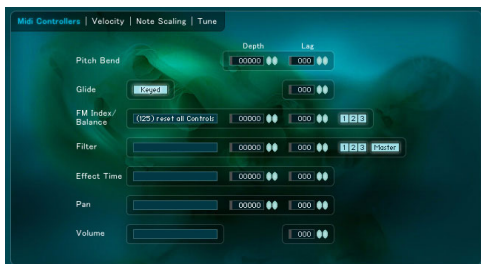 Midi Controllers | Velocity | Note Scaling | Tune
Depth Lag
Pitch Bend 00000 000
Glide Keyed 000
FM Index/
Balance (125) reset all Controls 00000 000 1 2 3
Filter 00000 000 1 2 3 Master
Effect Time 00000 000
Pan 00000 000
Volume 000